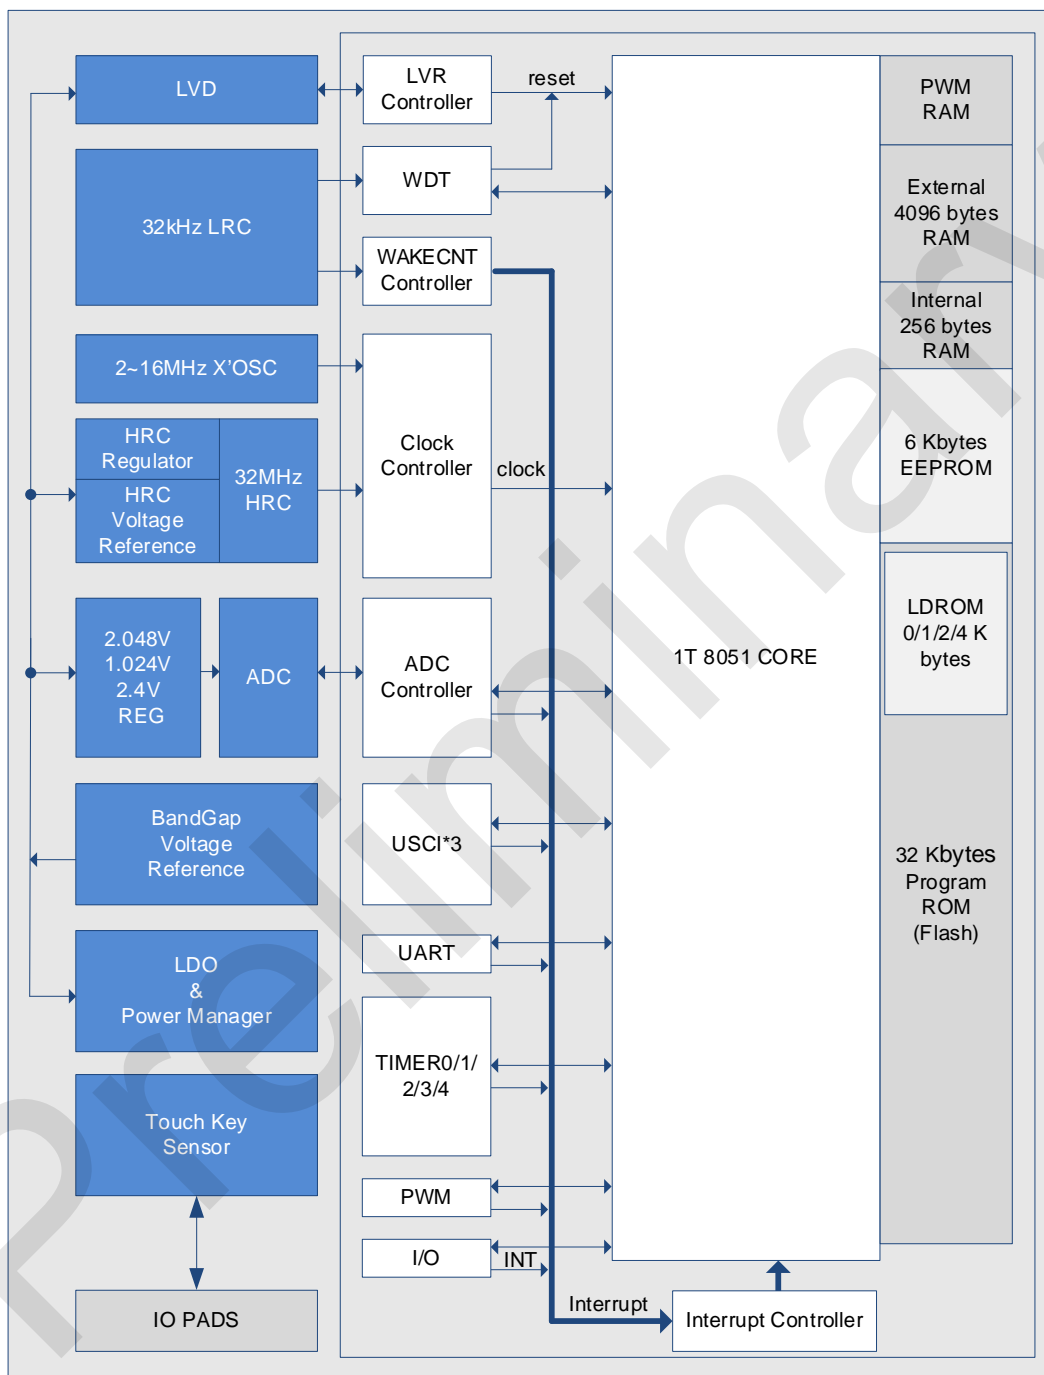 LVD
32kHz LRC
2~16MHz X'OSC
HRC
Regulator
HRC
Voltage
Reference
32MHz
HRC
2.048V
1.024V
2.4V
REG
ADC
BandGap
Voltage
Reference
LDO
&
Power Manager
Touch Key
Sensor
IO PADS
LVR
Controller
WDT
WAKECNT
Controller
Clock
Controller
ADC
Controller
USCI*3
UART
TIMER0/1/
2/3/4
PWM
I/O
reset
clock
INT
Interrupt
Interrupt Controller
1T 8051 CORE
PWM
RAM
External
4096 bytes
RAM
Internal
256 bytes
RAM
6 Kbytes
EEPROM
LDROM
0/1/2/4 K
bytes
32 Kbytes
Program
ROM
(Flash)
Preliminary